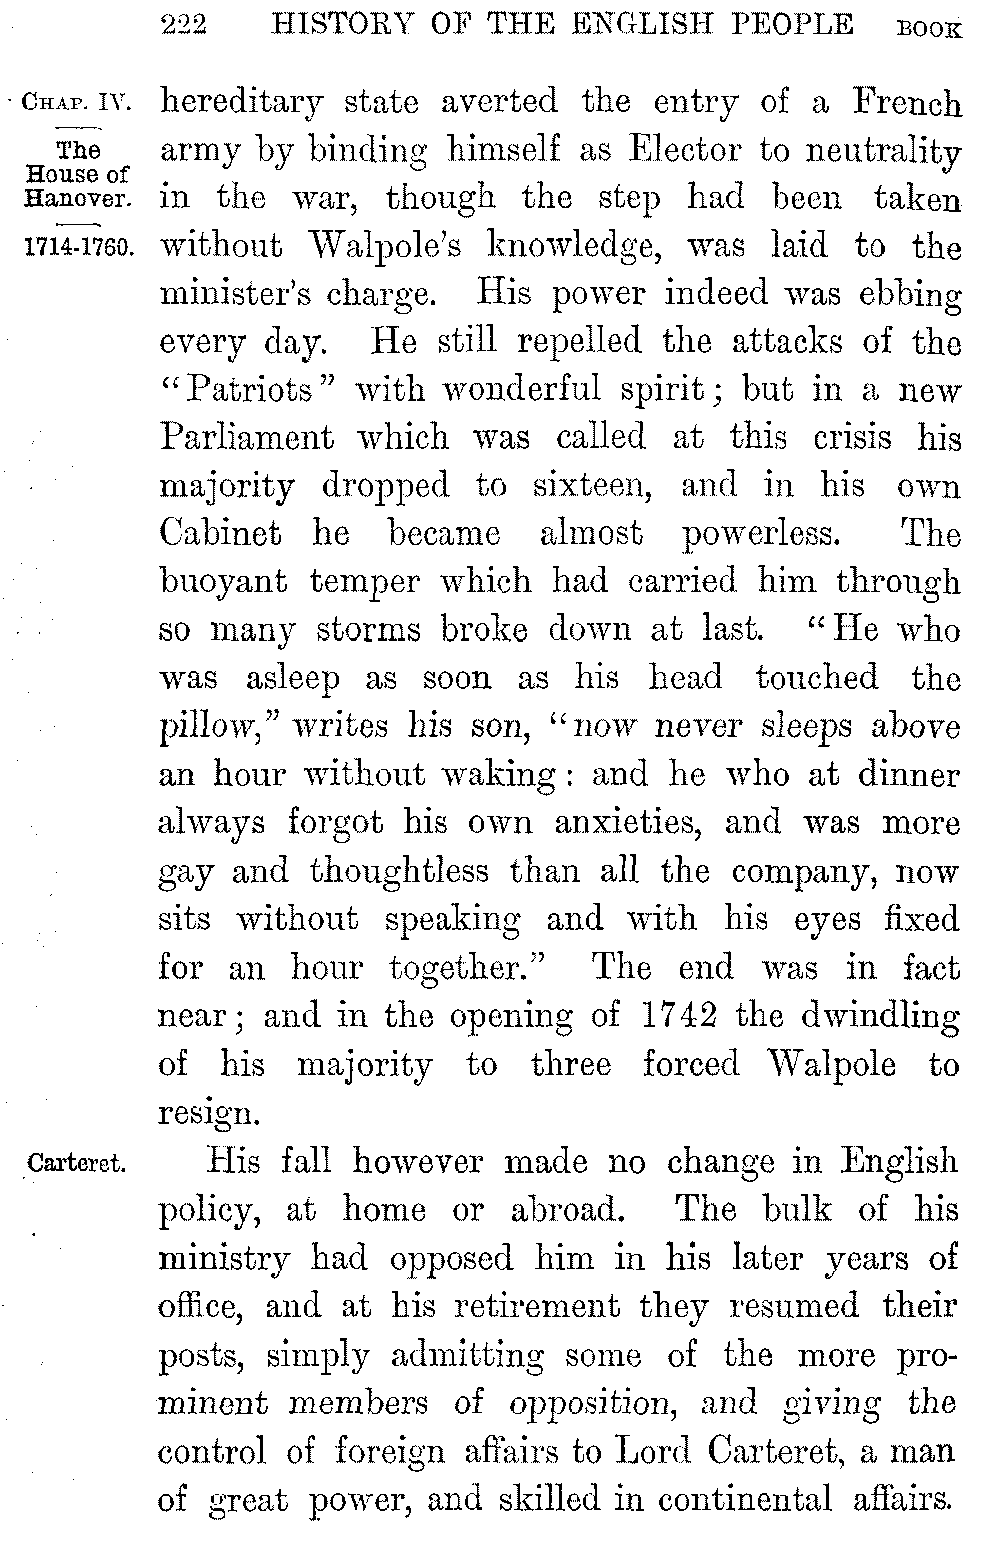 222 HISTORY OF THE ENGLISH PEOPLE BOOK
CHAP. IV.
The
House of
Hanover.
1714-1760.
hereditary state averted the entry of a French
army by binding himself as Elector to neutrality
in the war, though the step had been taken
without Walpole's knowledge, was laid to the
minister's charge. His power indeed was ebbing
every day. He still repelled the attacks of the
"Patriots" with wonderful spirit; but in a new
Parliament which was called at this crisis his
majority dropped to sixteen, and in his own
Cabinet he became almost powerless. The
buoyant temper which had carried him through
so many storms broke down at last. "He who
was asleep as soon as his head touched the
pillow," writes his son, "now never sleeps above
an hour without waking: and he who at dinner
always forgot his own anxieties, and was more
gay and thoughtless than all the company, now
sits without speaking and with his eyes fixed
for an hour together." The end was in fact
near; and in the opening of 1742 the dwindling
of his majority to three forced Walpole to
resign.
Carteret.
His fall however made no change in English
policy, at home or abroad. The bulk of his
ministry had opposed him in his later years of
office, and at his retirement they resumed their
posts, simply admitting some of the more pro-
minent members of opposition, and giving the
control of foreign affairs to Lord Carteret, a man
of great power, and skilled in continental affairs.